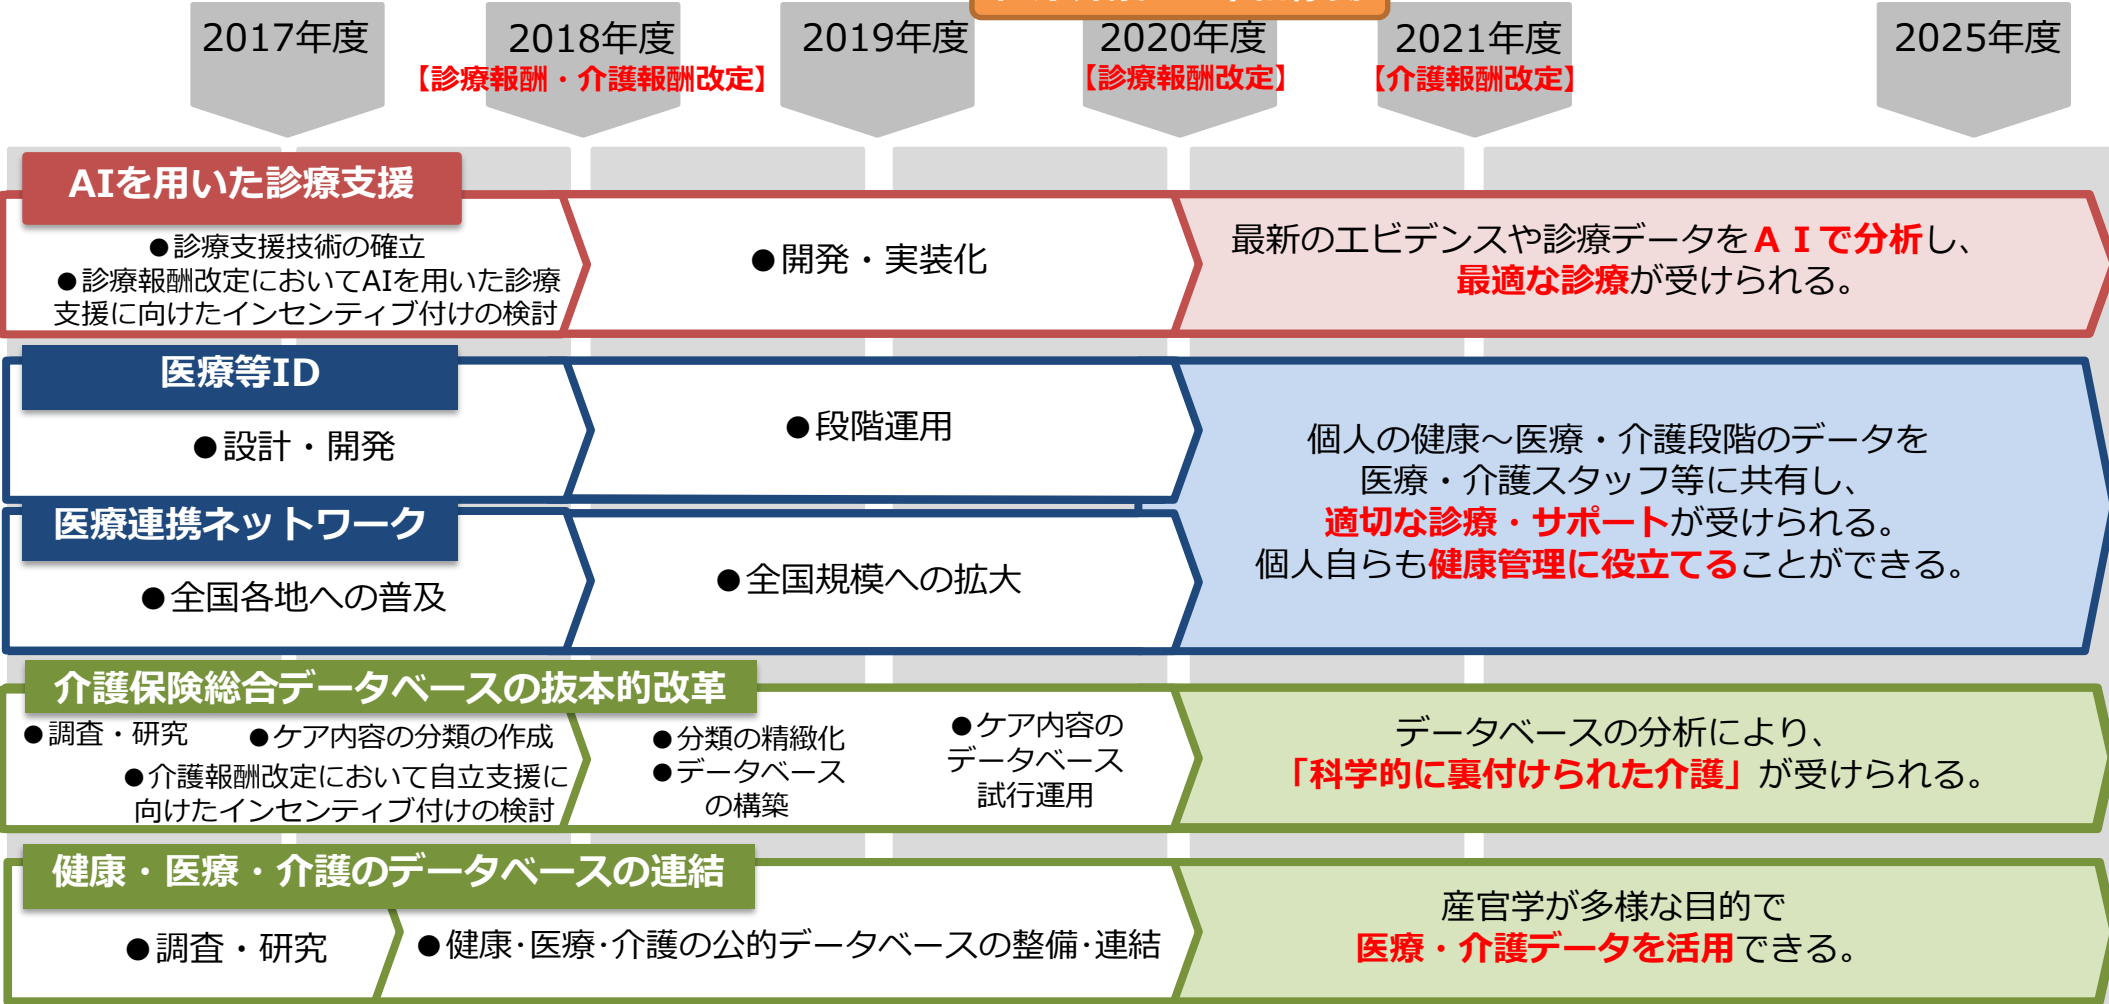 2017年度
2018年度
【診療報酬・介護報酬改定】
2019年度
2020年度
【診療報酬改定】
2021年度
【介護報酬改定】
2025年度
AIを用いた診療支援
●診療支援技術の確立
●診療報酬改定においてAIを用いた診療
支援に向けたインセンティブ付けの検討
●開発・実装化
最新のエビデンスや診療データをＡＩで分析し、
最適な診療が受けられる。
医療等ID
●設計・開発
●段階運用
医療連携ネットワーク
●全国各地への普及
●全国規模への拡大
個人の健康～医療・介護段階のデータを
医療・介護スタッフ等に共有し、
適切な診療・サポートが受けられる。
個人自らも健康管理に役立てることができる。
介護保険総合データベースの抜本的改革
●調査・研究
●ケア内容の分類の作成
●介護報酬改定において自立支援に
向けたインセンティブ付けの検討
●分類の精緻化
●データベース
の構築
●ケア内容の
データベース
試行運用
データベースの分析により、
「科学的に裏付けられた介護」が受けられる。
健康・医療・介護のデータベースの連結
●調査・研究
●健康･医療･介護の公的データベースの整備･連結
産官学が多様な目的で
医療・介護データを活用できる。